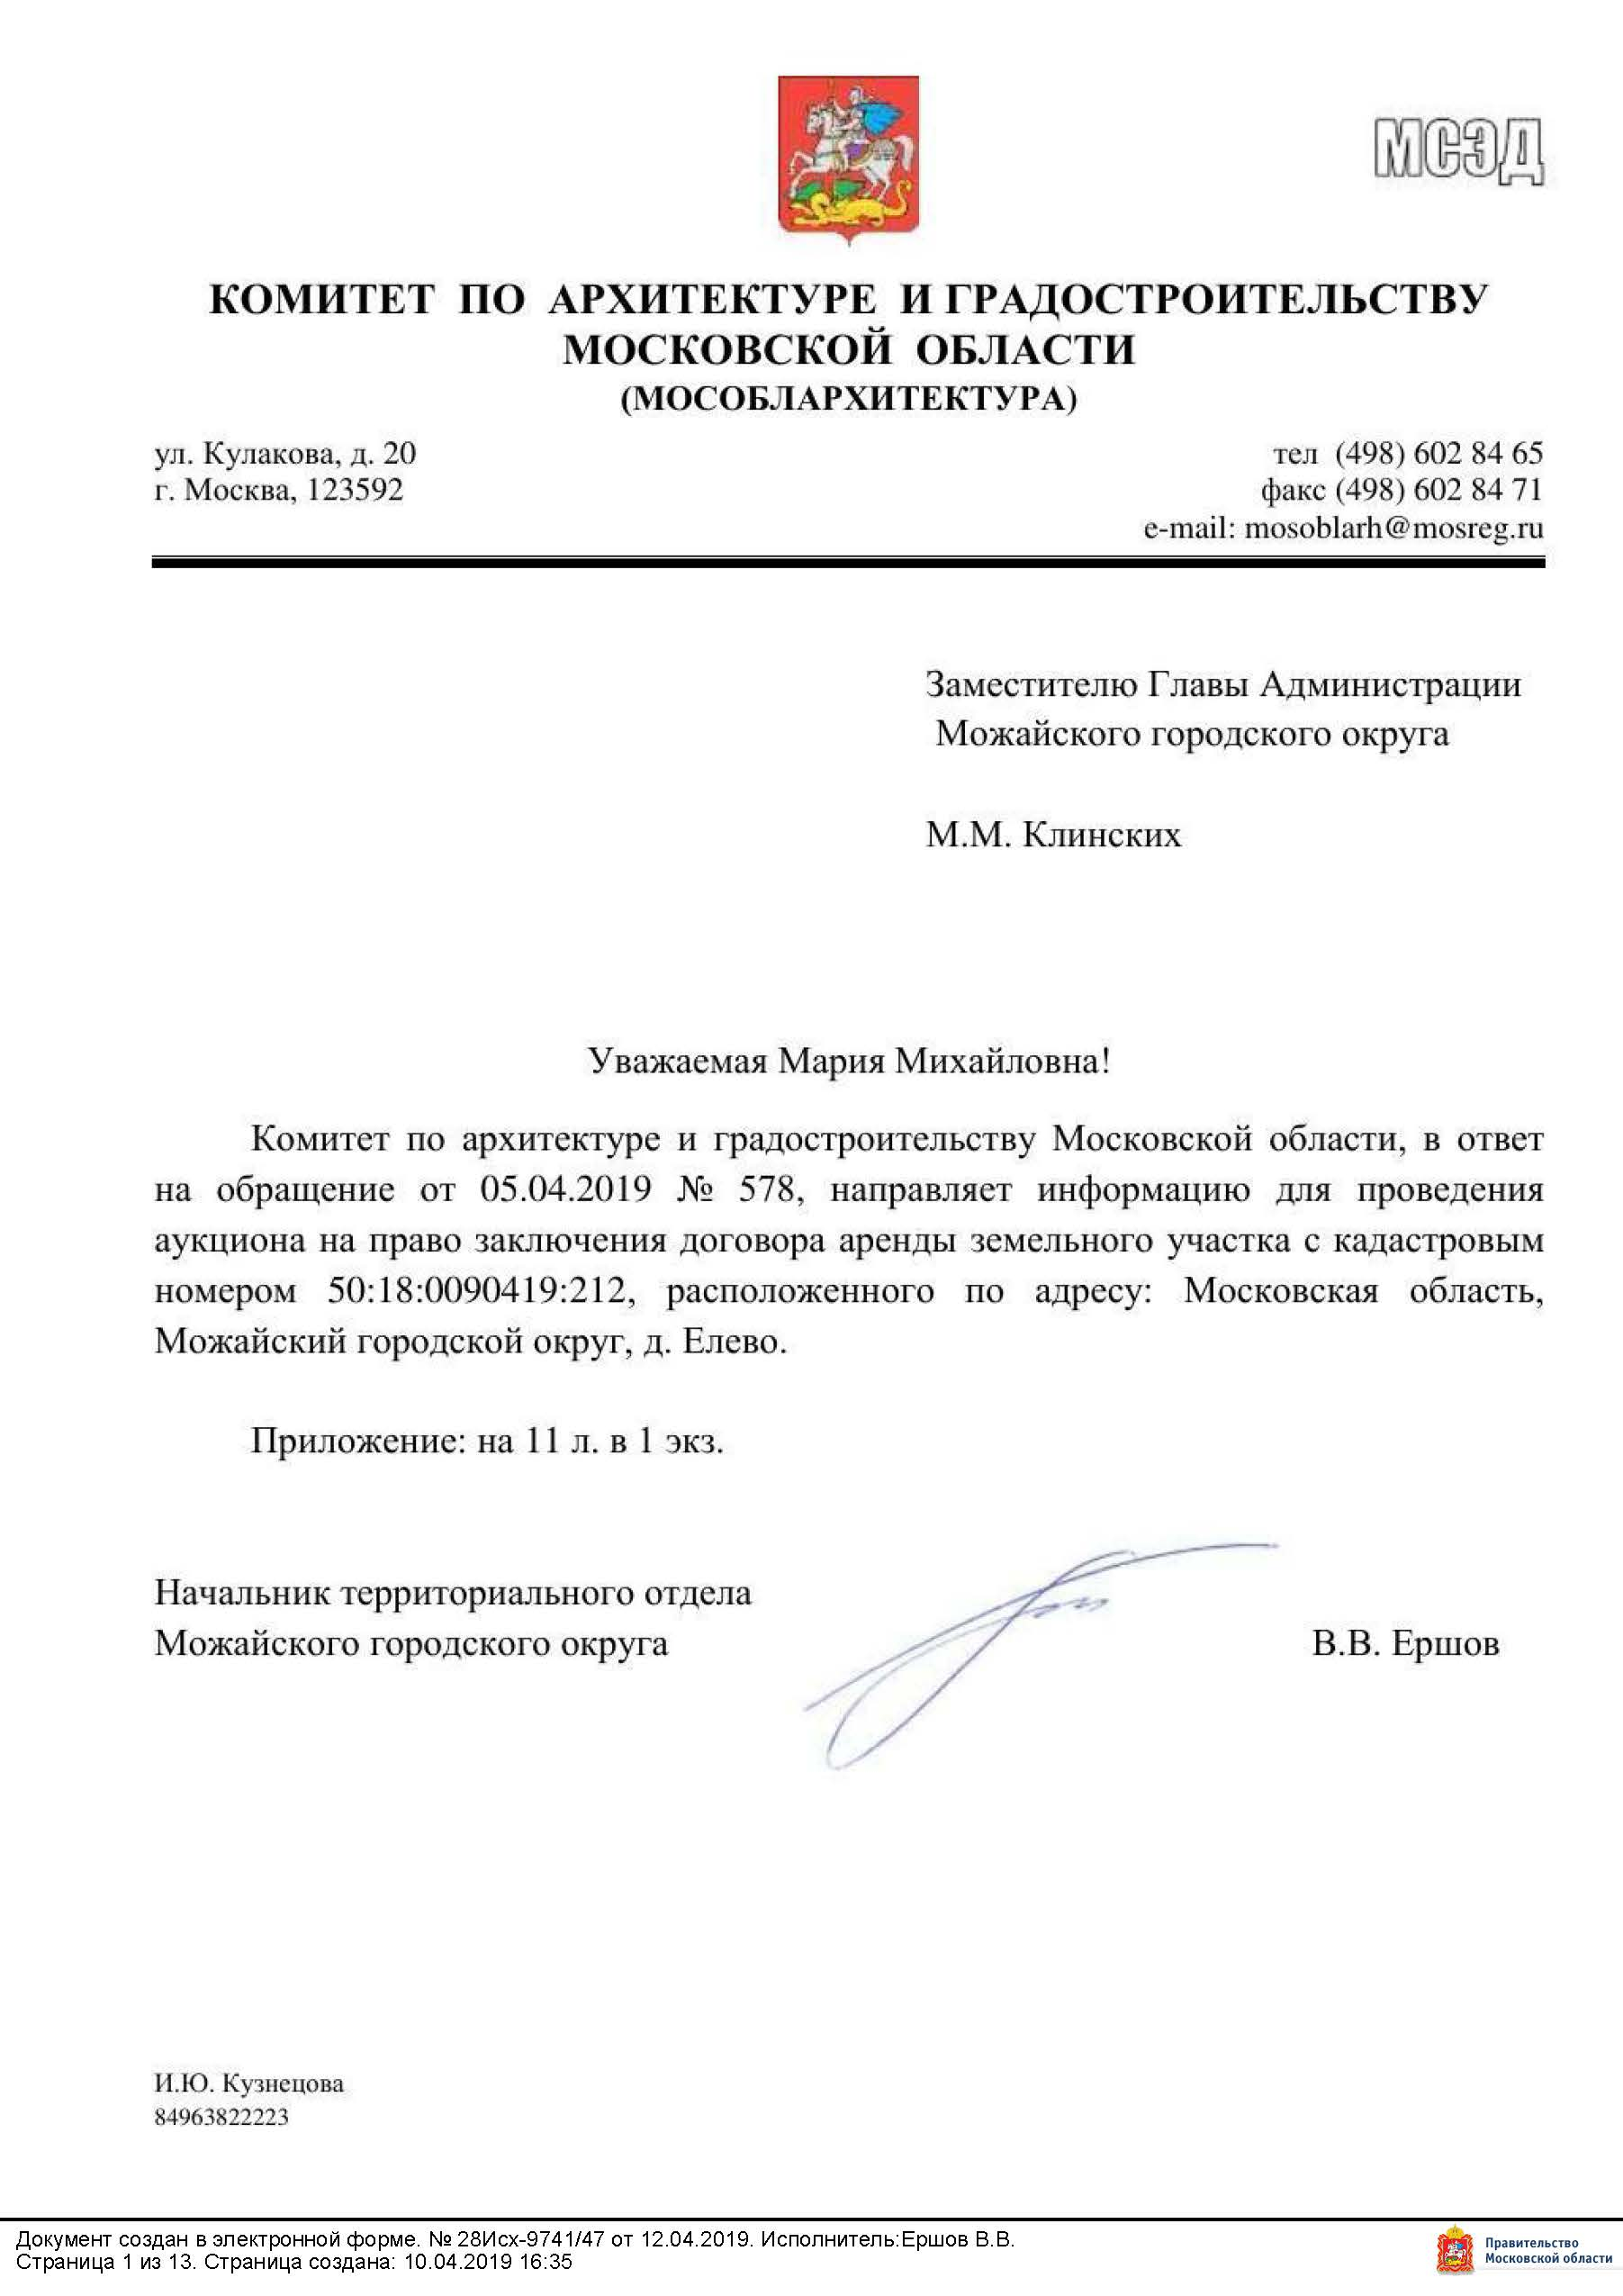 МСЭД
КОМИТЕТ ПО АРХИТЕКТУРЕ И ГРАДОСТРОИТЕЛЬСТВУ
МОСКОВСКОЙ ОБЛАСТИ
(МОСОБЛАРХИТЕКТУРА)
ул. Кулакова, д. 20
г. Москва, 123592
тел (498) 602 84 65
факс (498) 602 84 71
e-mail: mosoblarh@mosreg.ru
Заместителю Главы Администрации
Можайского городского округа
М.М. Клинских
Уважаемая Мария Михайловна!
Комитет по архитектуре и градостроительству Московской области, в ответ
на обращение от 05.04.2019 № 578, направляет информацию для проведения
аукциона на право заключения договора аренды земельного участка с кадастровым
номером 50:18:0090419:212, расположенного по адресу: Московская область,
Можайский городской округ, д. Елево.
Приложение: на 11 л. в 1 экз.
Начальник территориального отдела
Можайского городского округа
В.В. Ершов
И.Ю. Кузнецова
84963822223
Документ создан в электронной форме. № 28Исх-9741/47 от 12.04.2019. Исполнитель:Ершов В.В.
Страница 1 из 13. Страница создана: 10.04.2019 16:35
Правительство
Московской области